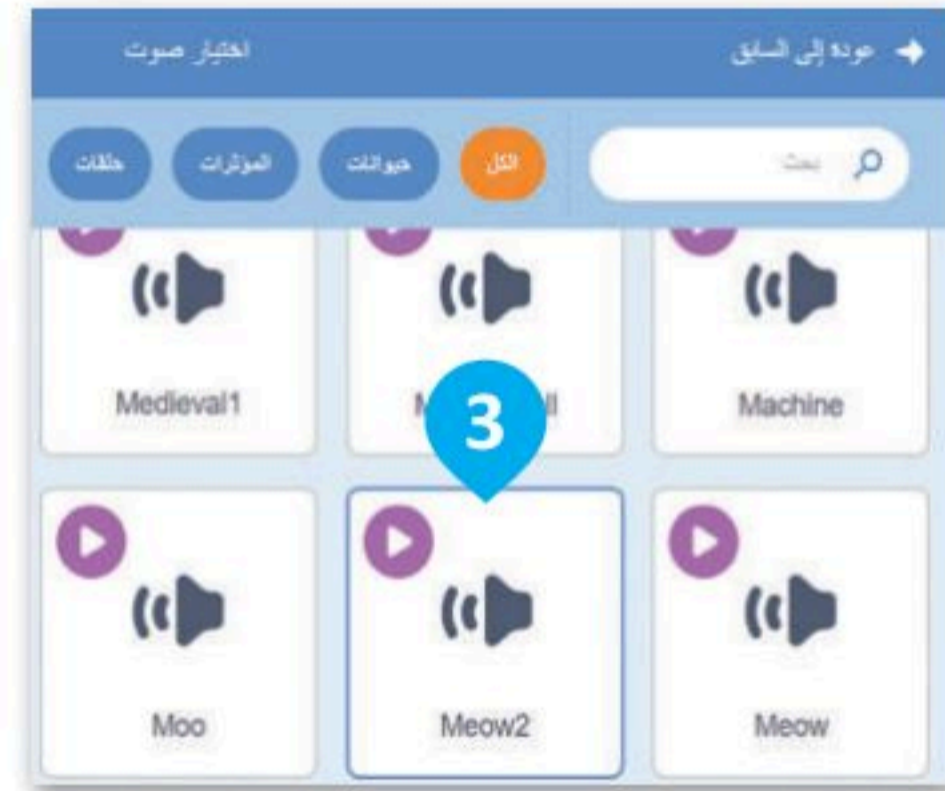 عودة إلى السابق
اختيار صوت
بحث
الكل
حيوانات
المؤثرات
حلقات
Machine
Medieval1
3
Meow
Meow2
Moo